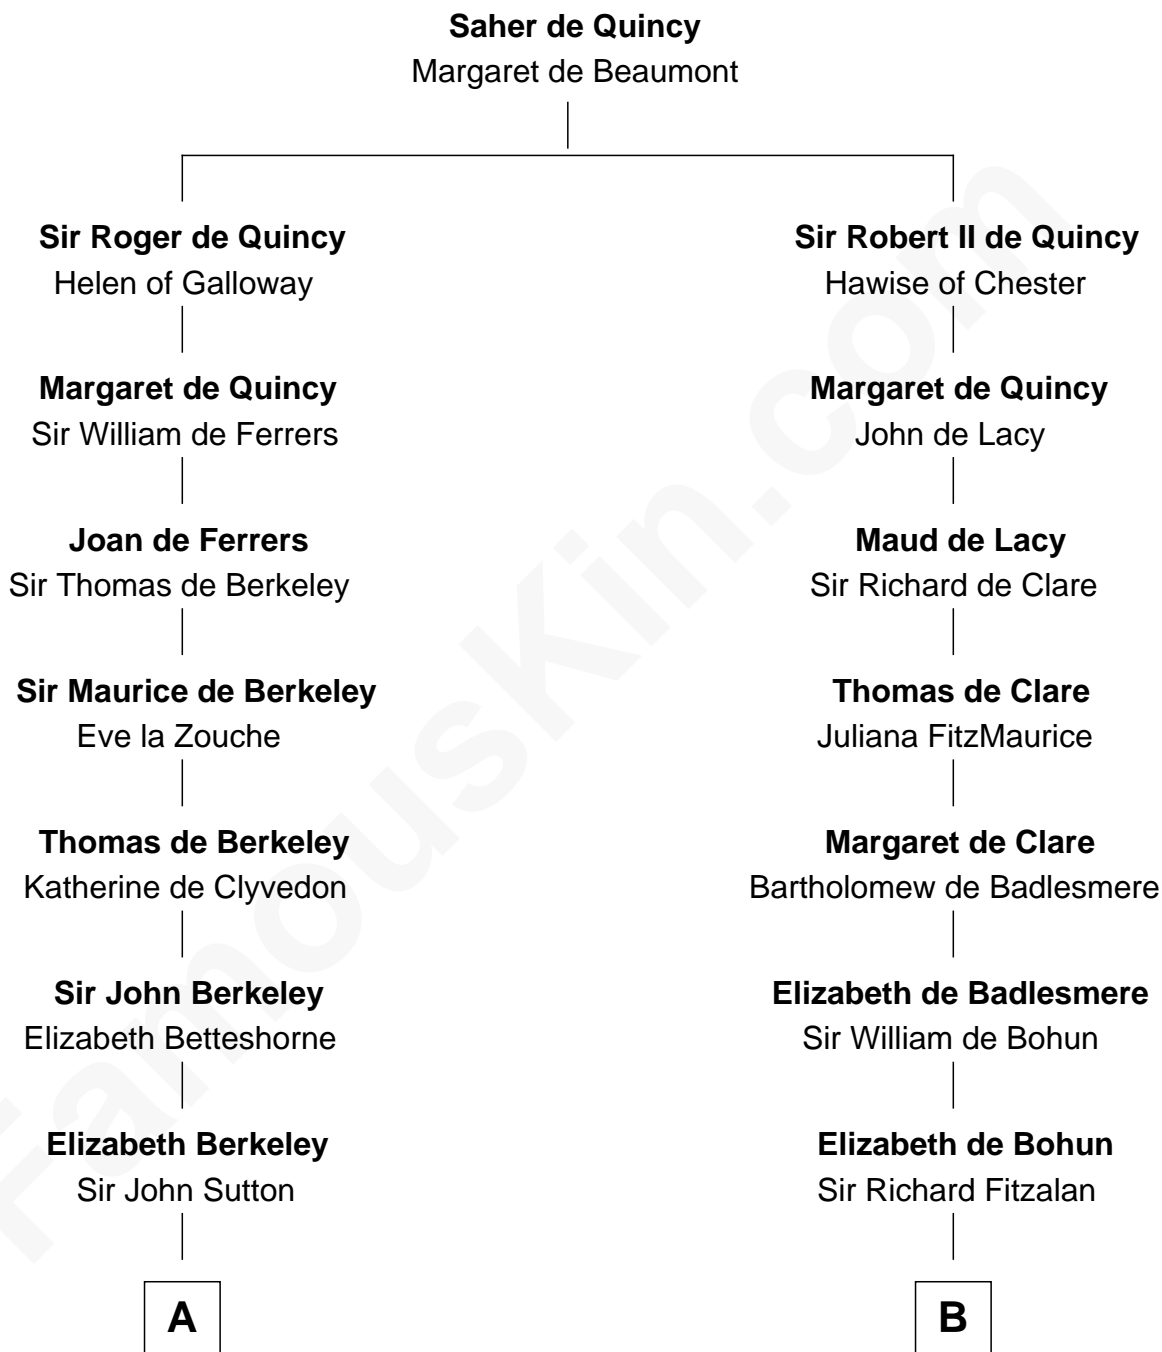 Saher de Quincy
Margaret de Beaumont
Sir Roger de Quincy
Helen of Galloway
Margaret de Quincy
Sir William de Ferrers
Joan de Ferrers
Sir Thomas de Berkeley
Sir Maurice de Berkeley
Eve la Zouche
Thomas de Berkeley
Katherine de Clyvedon
Sir John Berkeley
Elizabeth Betteshorne
Elizabeth Berkeley
Sir John Sutton
A
Sir Robert II de Quincy
Hawise of Chester
Margaret de Quincy
John de Lacy
Maud de Lacy
Sir Richard de Clare
Thomas de Clare
Juliana FitzMaurice
Margaret de Clare
Bartholomew de Badlesmere
Elizabeth de Badlesmere
Sir William de Bohun
Elizabeth de Bohun
Sir Richard Fitzalan
B
FamousKin.com